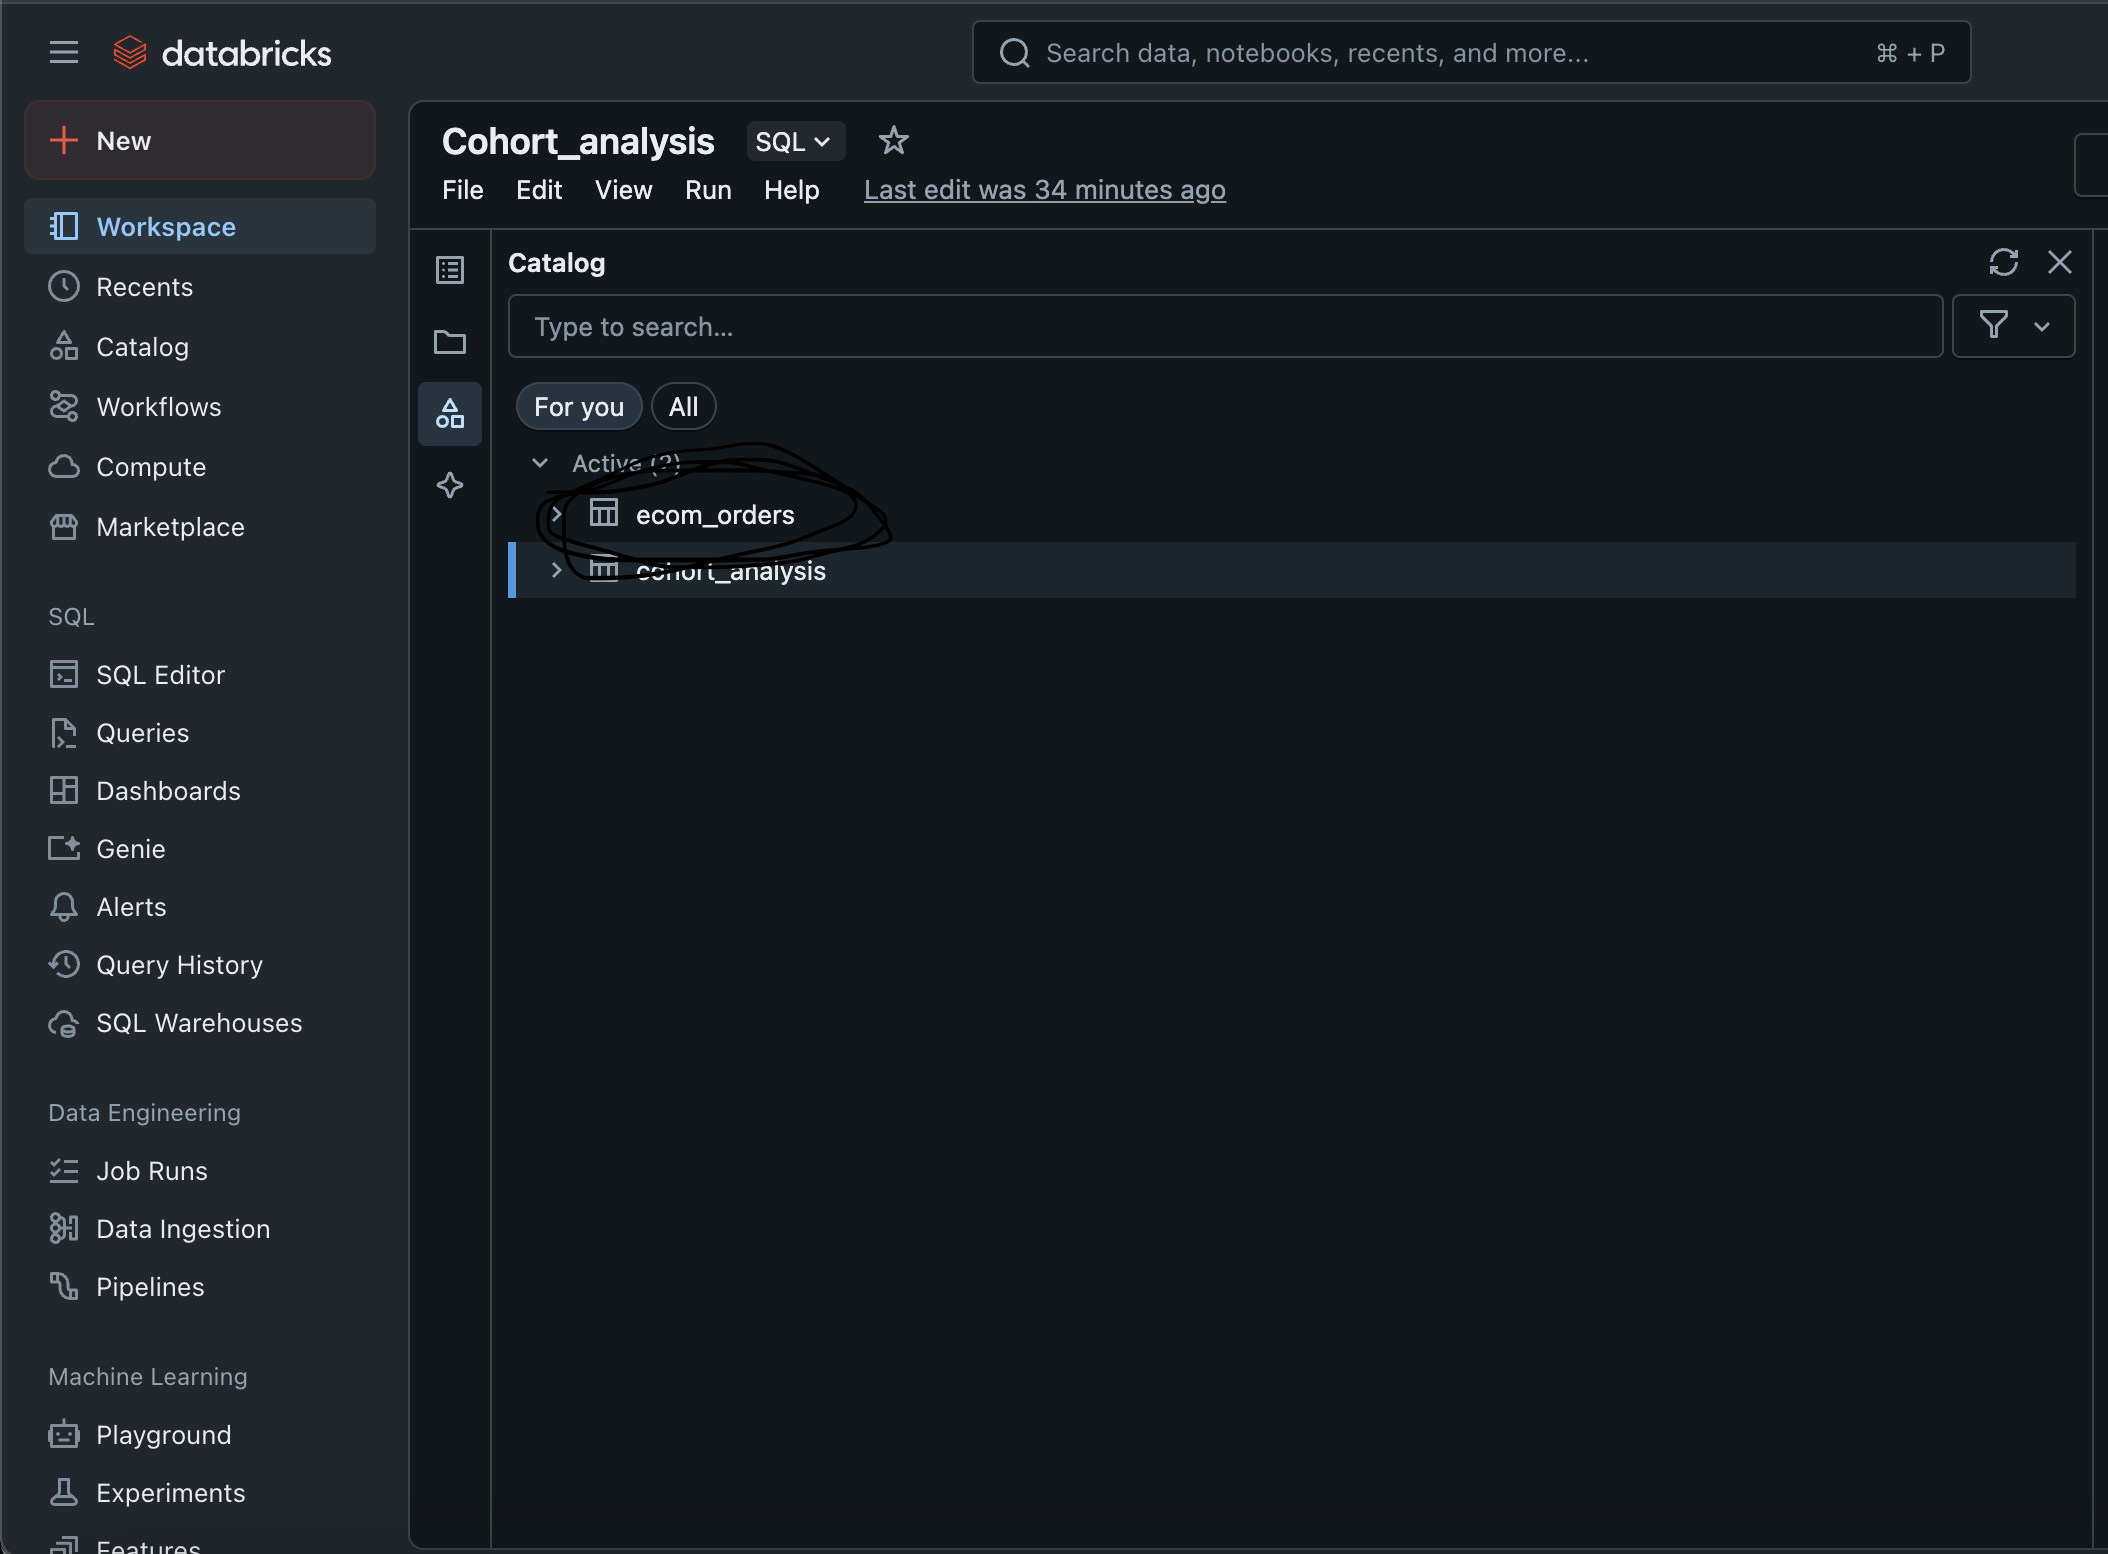 databricks
Search data, notebooks, recents, and more...
⌘ + P
New
Workspace
Recents
Catalog
Workflows
Compute
Marketplace
SQL
SQL Editor
Queries
Dashboards
Genie
Alerts
Query History
SQL Warehouses
Data Engineering
Job Runs
Data Ingestion
Pipelines
Machine Learning
Playground
Experiments
Features
Cohort_analysis
SQL
File Edit View Run Help Last edit was 34 minutes ago
Catalog
Type to search...
For you All
Active (2)
ecom_orders
cohort_analysis